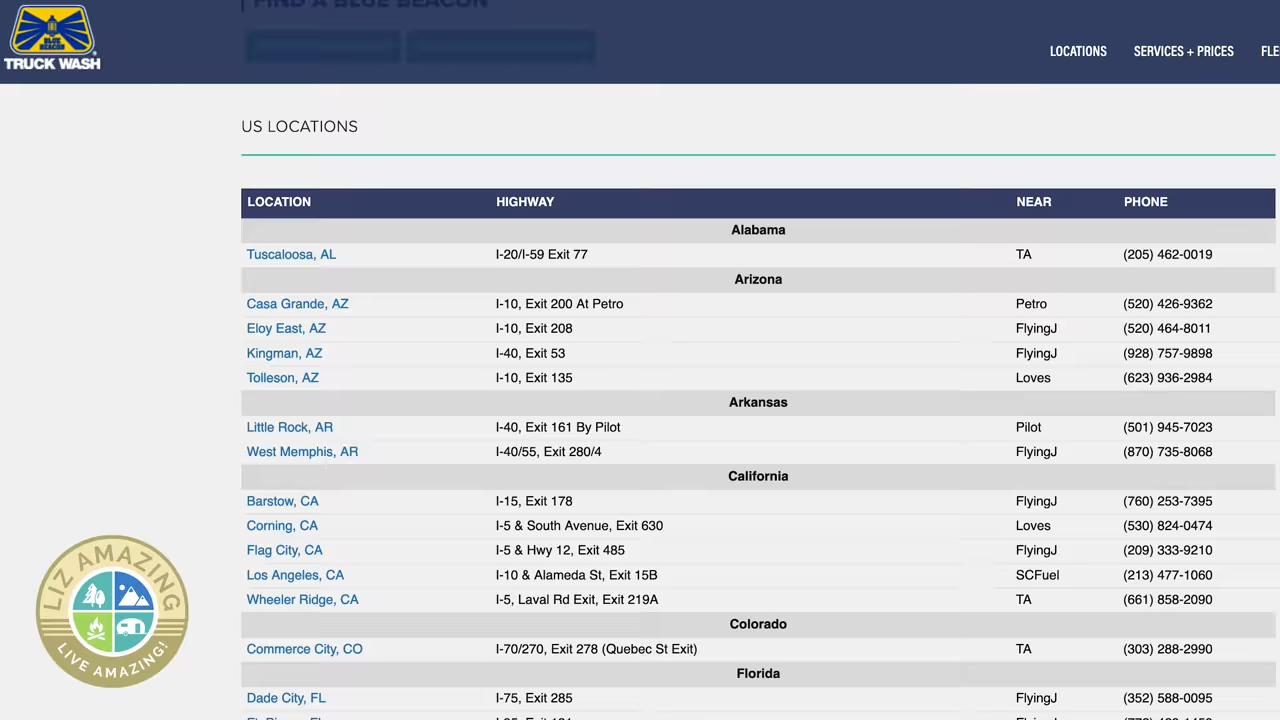 FIND A BLUE BEACON
BLUE
BEACON
TRUCK WASH
LOCATIONS SERVICES + PRICES FLE
US LOCATIONS
LOCATION HIGHWAY NEAR PHONE
Alabama
Tuscaloosa, AL I-20/I-59 Exit 77 TA (205) 462-0019
Arizona
Casa Grande, AZ I-10, Exit 200 At Petro Petro (520) 426-9362
Eloy East, AZ I-10, Exit 208 FlyingJ (520) 464-8011
Kingman, AZ I-40, Exit 53 FlyingJ (928) 757-9898
Tolleson, AZ I-10, Exit 135 Loves (623) 936-2984
Arkansas
Little Rock, AR I-40, Exit 161 By Pilot Pilot (501) 945-7023
West Memphis, AR I-40/55, Exit 280/4 FlyingJ (870) 735-8068
California
Barstow, CA I-15, Exit 178 FlyingJ (760) 253-7395
Corning, CA I-5 & South Avenue, Exit 630 Loves (530) 824-0474
Flag City, CA I-5 & Hwy 12, Exit 485 FlyingJ (209) 333-9210
Los Angeles, CA I-10 & Alameda St, Exit 15B SCFuel (213) 477-1060
Wheeler Ridge, CA I-5, Laval Rd Exit, Exit 219A TA (661) 858-2090
Colorado
Commerce City, CO I-70/270, Exit 278 (Quebec St Exit) TA (303) 288-2990
Florida
Dade City, FL I-75, Exit 285 FlyingJ (352) 588-0095
LIZ AMAZING
LIVE AMAZING!